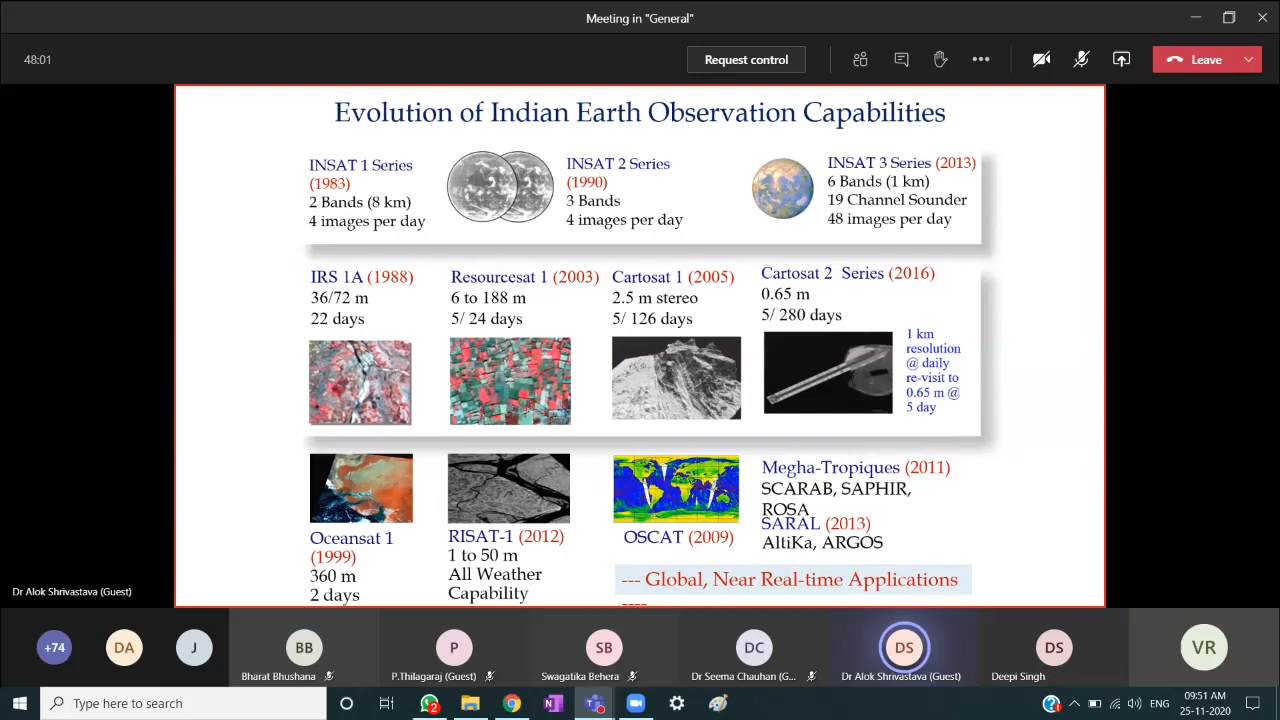 Meeting in "General"
48:01
Request control
Leave
Evolution of Indian Earth Observation Capabilities
INSAT 1 Series
(1983)
2 Bands (8 km)
4 images per day
INSAT 2 Series
(1990)
3 Bands
4 images per day
INSAT 3 Series (2013)
6 Bands (1 km)
19 Channel Sounder
48 images per day
IRS 1A (1988)
36/72 m
22 days
Resourcesat 1 (2003)
6 to 188 m
5/ 24 days
Cartosat 1 (2005)
2.5 m stereo
5/ 126 days
Cartosat 2 Series (2016)
0.65 m
5/ 280 days
1 km
resolution
@ daily
re-visit to
0.65 m @
5 day
Oceansat 1
(1999)
360 m
2 days
RISAT-1 (2012)
1 to 50 m
All Weather
Capability
OSCAT (2009)
Megha-Tropiques (2011)
SCARAB, SAPHIR,
ROSA
SARAL (2013)
AltiKa, ARGOS
--- Global, Near Real-time Applications
----
Dr Alok Shrivastava (Guest)
+74
DA
J
BB
Bharat Bhushana
P
P.Thilagaraj (Guest)
SB
Swagatika Behera
DC
Dr Seema Chauhan (G...
DS
Dr Alok Shrivastava (Guest)
DS
Deepi Singh
VR
Type here to search
2
ENG
09:51 AM
25-11-2020